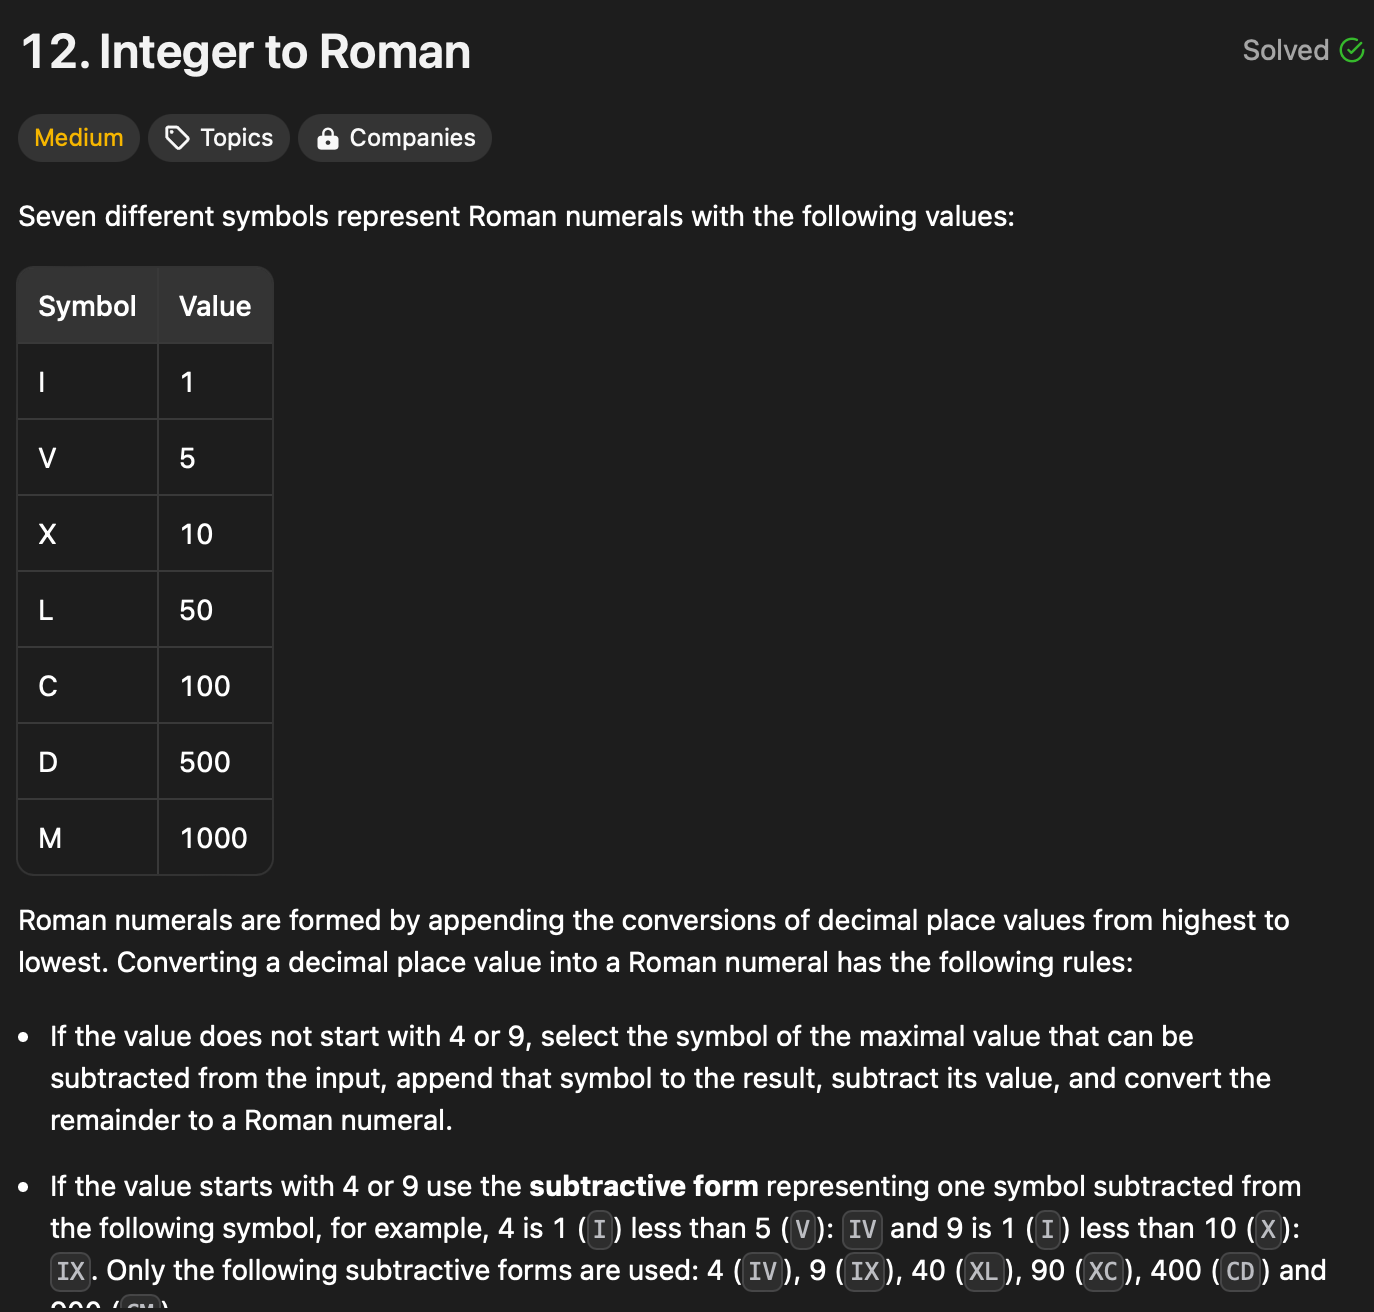 12. Integer to Roman
Solved
Medium
Topics
Companies
Seven different symbols represent Roman numerals with the following values:
Symbol Value
I 1
V 5
X 10
L 50
C 100
D 500
M 1000
Roman numerals are formed by appending the conversions of decimal place values from highest to
lowest. Converting a decimal place value into a Roman numeral has the following rules:
• If the value does not start with 4 or 9, select the symbol of the maximal value that can be
subtracted from the input, append that symbol to the result, subtract its value, and convert the
remainder to a Roman numeral.
• If the value starts with 4 or 9 use the subtractive form representing one symbol subtracted from
the following symbol, for example, 4 is 1 (I) less than 5 (V): IV and 9 is 1 (I) less than 10 (X):
IX. Only the following subtractive forms are used: 4 (IV), 9 (IX), 40 (XL), 90 (XC), 400 (CD) and